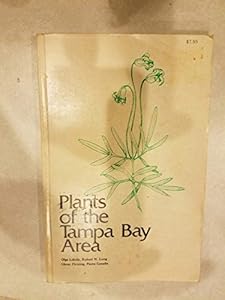 $7.95
Plants
of the
Tampa Bay
Area
Olga Lakela, Robert W. Long
Glenn Fleming, Pierre Genelle